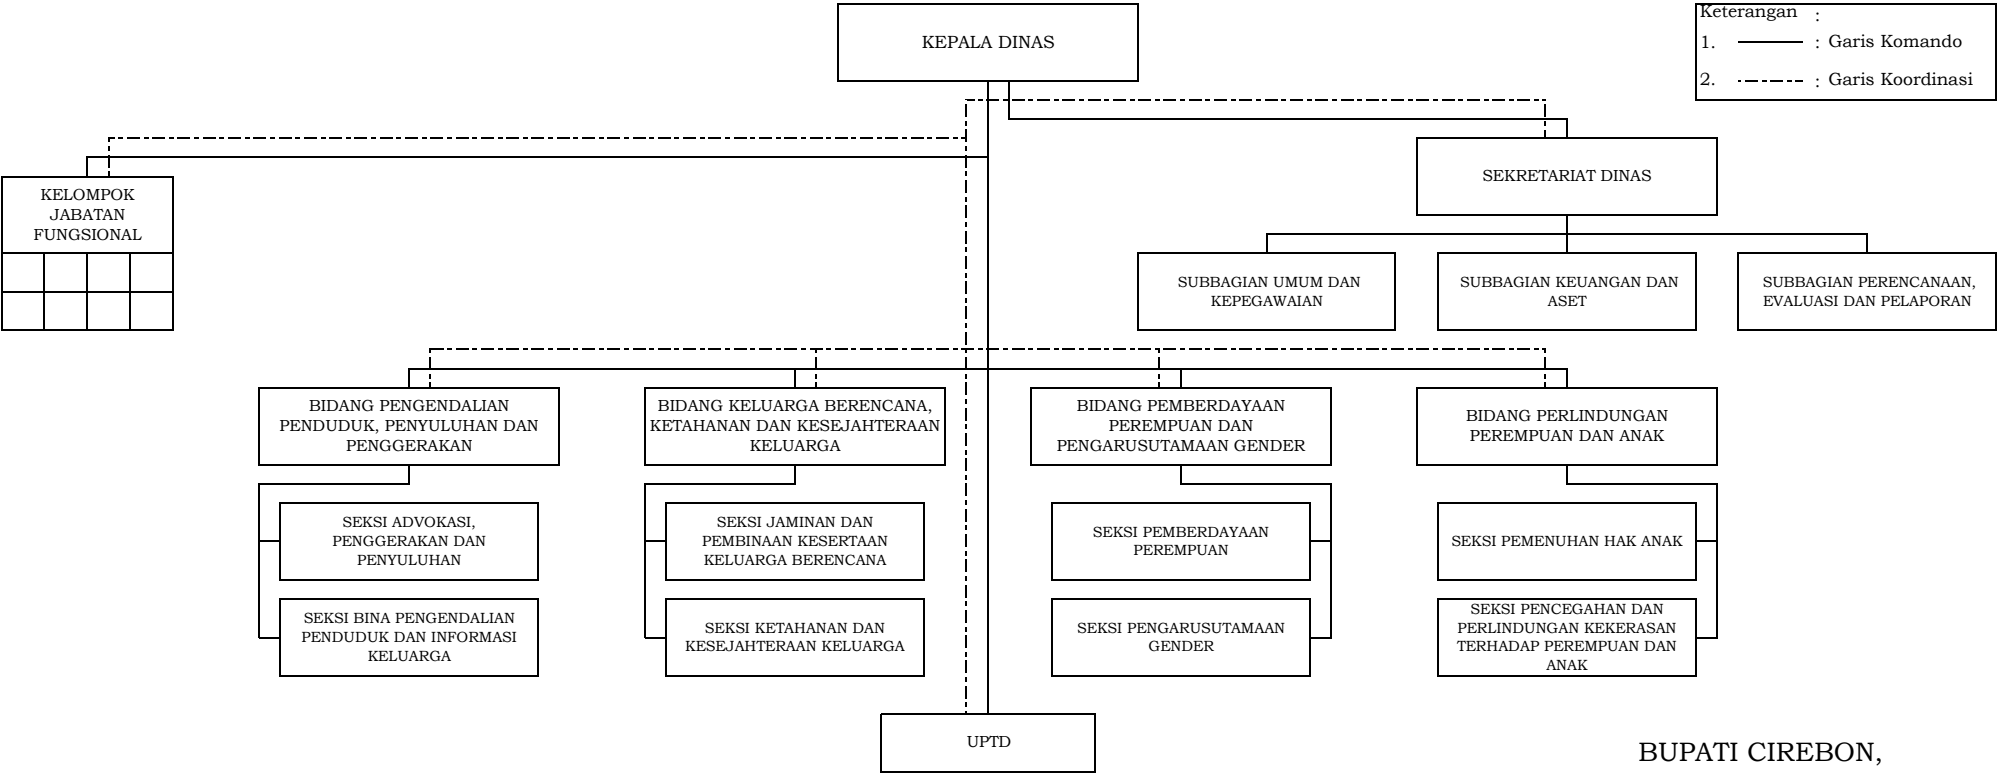 KEPALA DINAS
Keterangan :
1. : Garis Komando
2. : Garis Koordinasi
KELOMPOK
JABATAN
FUNGSIONAL
SEKRETARIAT DINAS
SUBBAGIAN UMUM DAN
KEPEGAWAIAN
SUBBAGIAN KEUANGAN DAN
ASET
SUBBAGIAN PERENCANAAN,
EVALUASI DAN PELAPORAN
BIDANG PENGENDALIAN
PENDUDUK, PENYULUHAN DAN
PENGGERAKAN
BIDANG KELUARGA BERENCANA,
KETAHANAN DAN KESEJAHTERAAN
KELUARGA
BIDANG PEMBERDAYAAN
PEREMPUAN DAN
PENGARUSUTAMAAN GENDER
BIDANG PERLINDUNGAN
PEREMPUAN DAN ANAK
SEKSI ADVOKASI,
PENGGERAKAN DAN
PENYULUHAN
SEKSI JAMINAN DAN
PEMBINAAN KESERTAAN
KELUARGA BERENCANA
SEKSI PEMBERDAYAAN
PEREMPUAN
SEKSI PEMENUHAN HAK ANAK
SEKSI BINA PENGENDALIAN
PENDUDUK DAN INFORMASI
KELUARGA
SEKSI KETAHANAN DAN
KESEJAHTERAAN KELUARGA
SEKSI PENGARUSUTAMAAN
GENDER
SEKSI PENCEGAHAN DAN
PERLINDUNGAN KEKERASAN
TERHADAP PEREMPUAN DAN
ANAK
UPTD
BUPATI CIREBON,